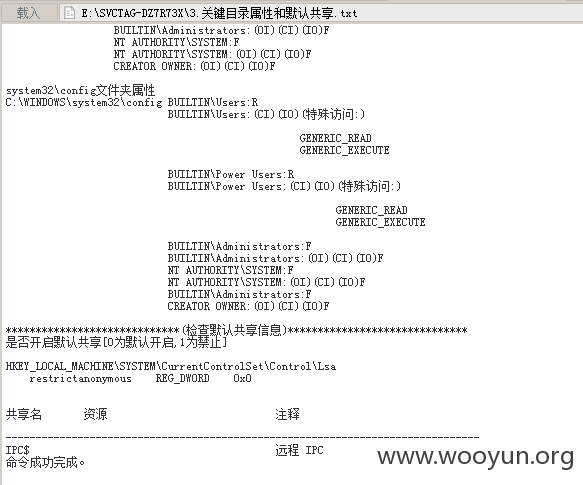 载入 E:\SVCTAG-DZ7R73X\3.关键目录属性和默认共享.txt
BUILTIN\Administrators:(OI)(CI)(IO)F
NT AUTHORITY\SYSTEM:F
NT AUTHORITY\SYSTEM:(OI)(CI)(IO)F
CREATOR OWNER:(OI)(CI)(IO)F
system32\config文件夹属性
C:\WINDOWS\system32\config BUILTIN\Users:R
BUILTIN\Users:(CI)(IO)(特殊访问:)
GENERIC_READ
GENERIC_EXECUTE
BUILTIN\Power Users:R
BUILTIN\Power Users:(CI)(IO)(特殊访问:)
GENERIC_READ
GENERIC_EXECUTE
BUILTIN\Administrators:F
BUILTIN\Administrators:(OI)(CI)(IO)F
NT AUTHORITY\SYSTEM:F
NT AUTHORITY\SYSTEM:(OI)(CI)(IO)F
BUILTIN\Administrators:F
CREATOR OWNER:(OI)(CI)(IO)F
*****************************(检查默认共享信息)******************************
是否开启默认共享[0为默认开启,1为禁止]
HKEY_LOCAL_MACHINE\SYSTEM\CurrentControlSet\Control\Lsa
restrictanonymous REG_DWORD 0x0
共享名 资源 注释
-------------------------------------------------------------------------------
IPC$ 远程 IPC
命令成功完成。
www.wooyun.org